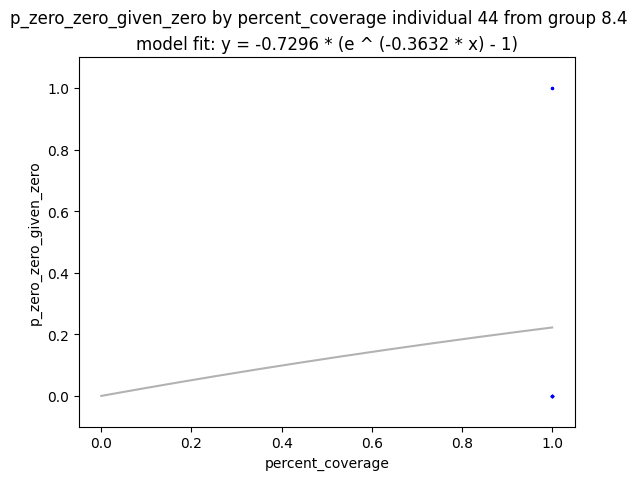 p_zero_zero_given_zero by percent_coverage individual 44 from group 8.4
model fit: y = -0.7296 * (e ^ (-0.3632 * x) - 1)
1.0
0.8
0.6
0.4
0.2
0.0
p_zero_zero_given_zero
0.0 0.2 0.4 0.6 0.8 1.0
percent_coverage